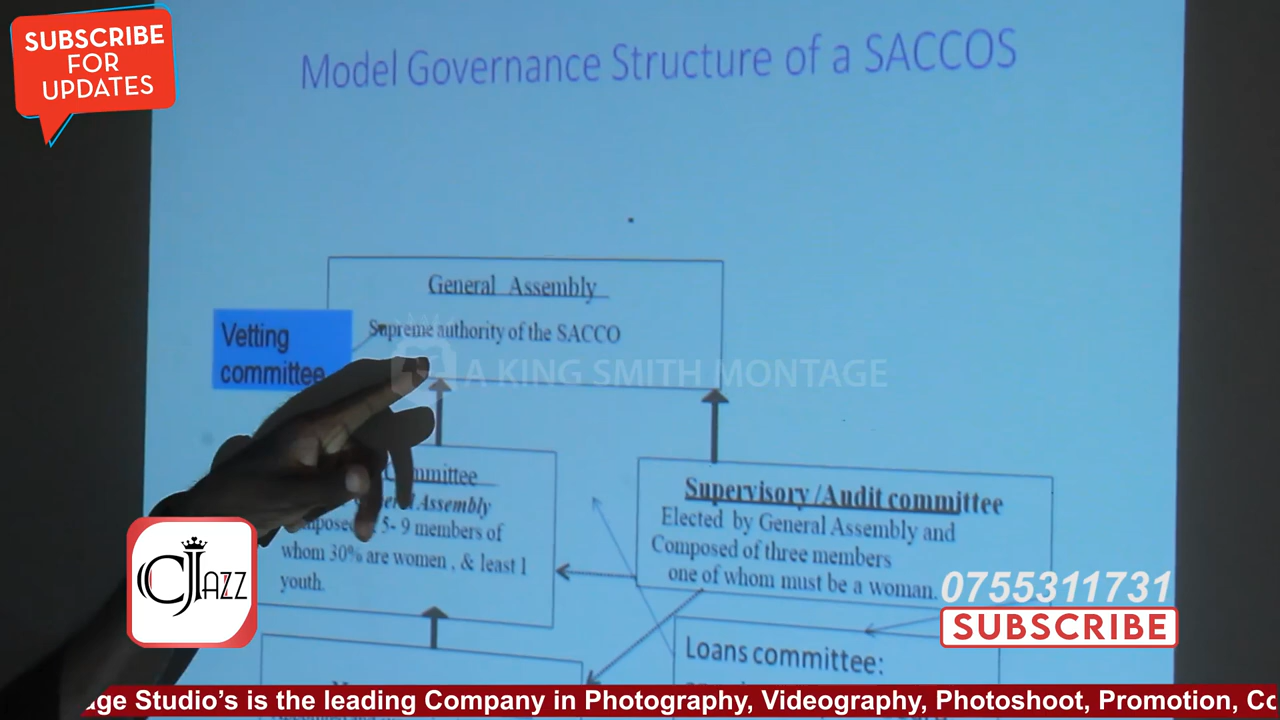 SUBSCRIBE
FOR
UPDATES
Model Governance Structure of a SACCOS
General Assembly
Supreme authority of the SACCO
Vetting
committee
A KING SMITH MONTAGE
Assembly
5- 9 members of
whom 30% are women , & least 1
youth.
Supervisory /Audit committee
Elected by General Assembly and
Composed of three members
one of whom must be a woman.
Loans committee:
CJAZZ
0755311731
SUBSCRIBE
age Studio's is the leading Company in Photography, Videography, Photoshoot, Promotion, Co